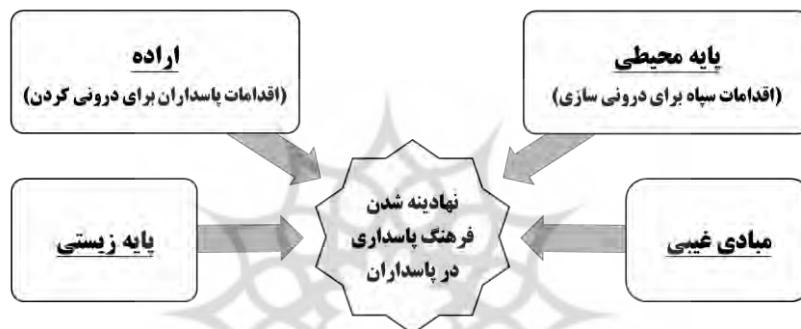 پایه محیطی
(اقدامات سپاه برای درونی سازی)
اراده
(اقدامات پاسداران برای درونی کردن)
نهادینه شدن
فرهنگ پاسداری
در پاسداران
مبادی غیبی
پایه زیستی